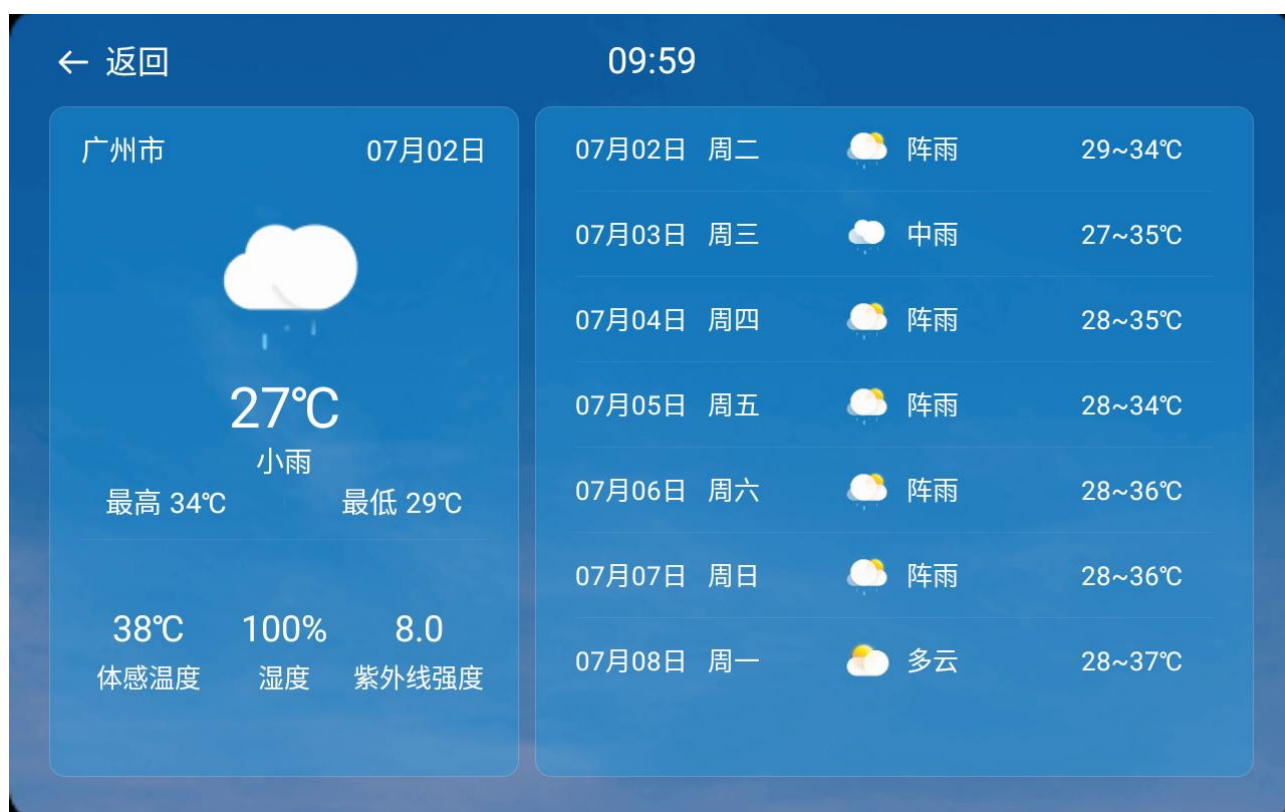 ← 返回
09:59
广州市 07月02日
27℃
小雨
最高 34℃ 最低 29℃
38℃ 100% 8.0
体感温度 湿度 紫外线强度
07月02日 周二 阵雨 29~34℃
07月03日 周三 中雨 27~35℃
07月04日 周四 阵雨 28~35℃
07月05日 周五 阵雨 28~34℃
07月06日 周六 阵雨 28~36℃
07月07日 周日 阵雨 28~36℃
07月08日 周一 多云 28~37℃